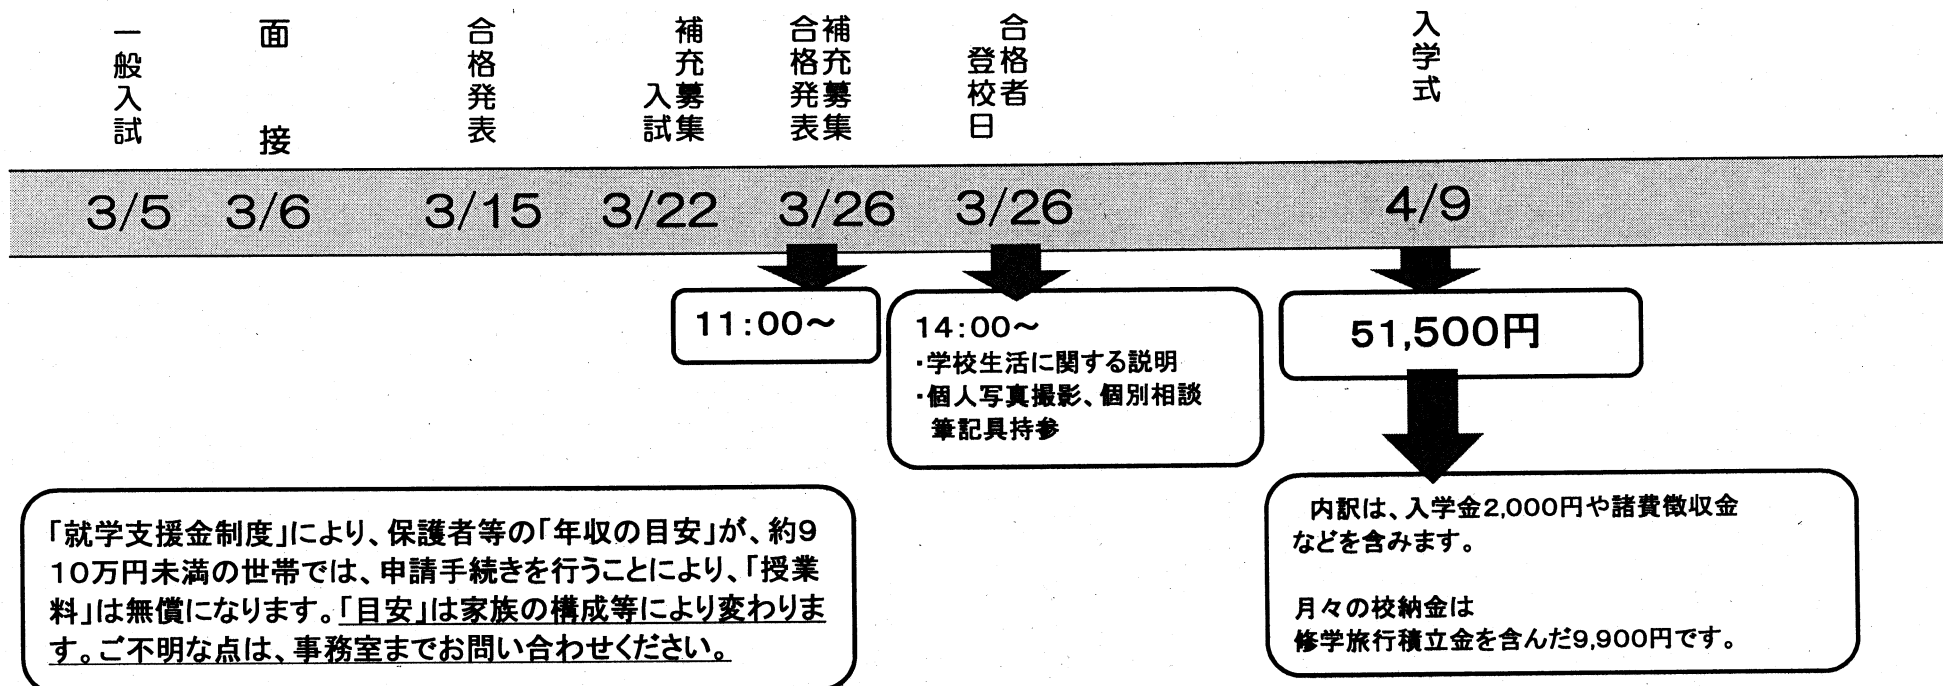 一般入試
面接
合格発表
補充募集
入試
補充募集
合格発表
合格者
登校日
入学式
3/5 3/6 3/15 3/22 3/26 3/26 4/9
11:00～
14:00～
・学校生活に関する説明
・個人写真撮影、個別相談
筆記具持参
51,500円
内訳は、入学金2,000円や諸費徴収金
などを含みます。
月々の校納金は
修学旅行積立金を含んだ9,900円です。
「就学支援金制度」により、保護者等の「年収の目安」が、約9
10万円未満の世帯では、申請手続きを行うことにより、「授業
料」は無償になります。「目安」は家族の構成等により変わりま
す。ご不明な点は、事務室までお問い合わせください。